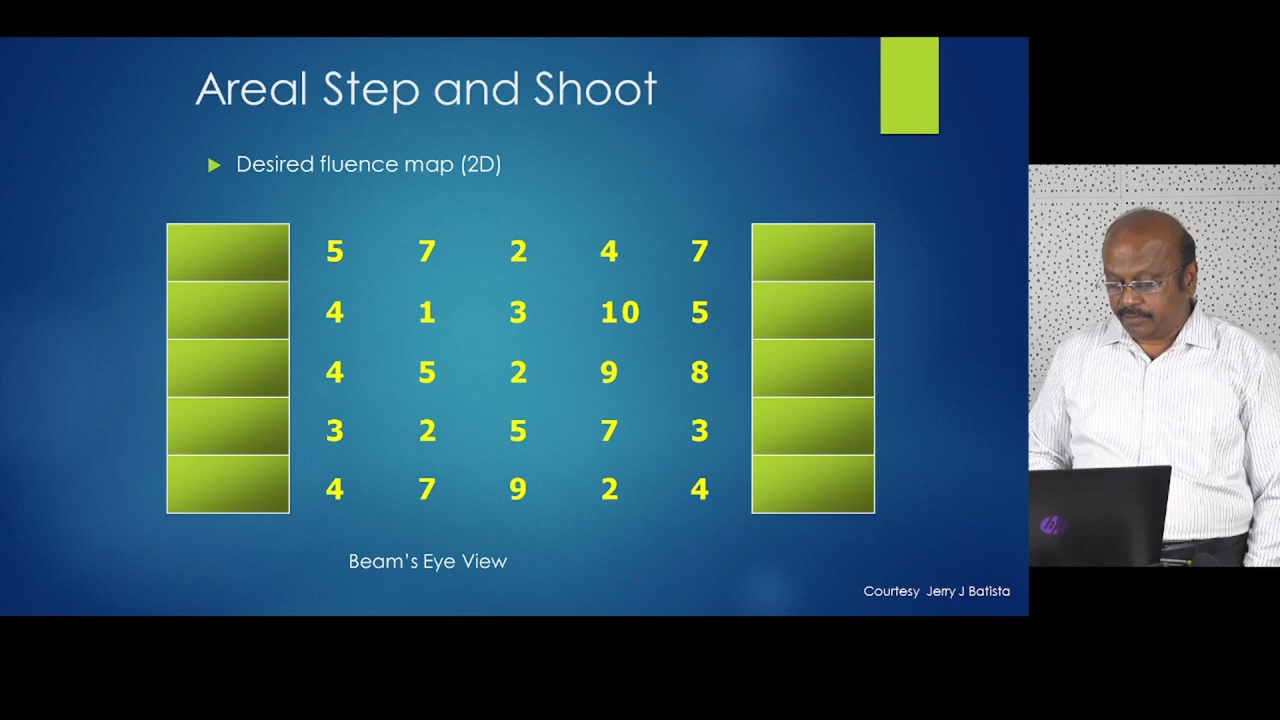 Areal Step and Shoot
Desired fluence map (2D)
5 7 2 4 7
4 1 3 10 5
4 5 2 9 8
3 2 5 7 3
4 7 9 2 4
Beam's Eye View
Courtesy Jerry J Batista
hp